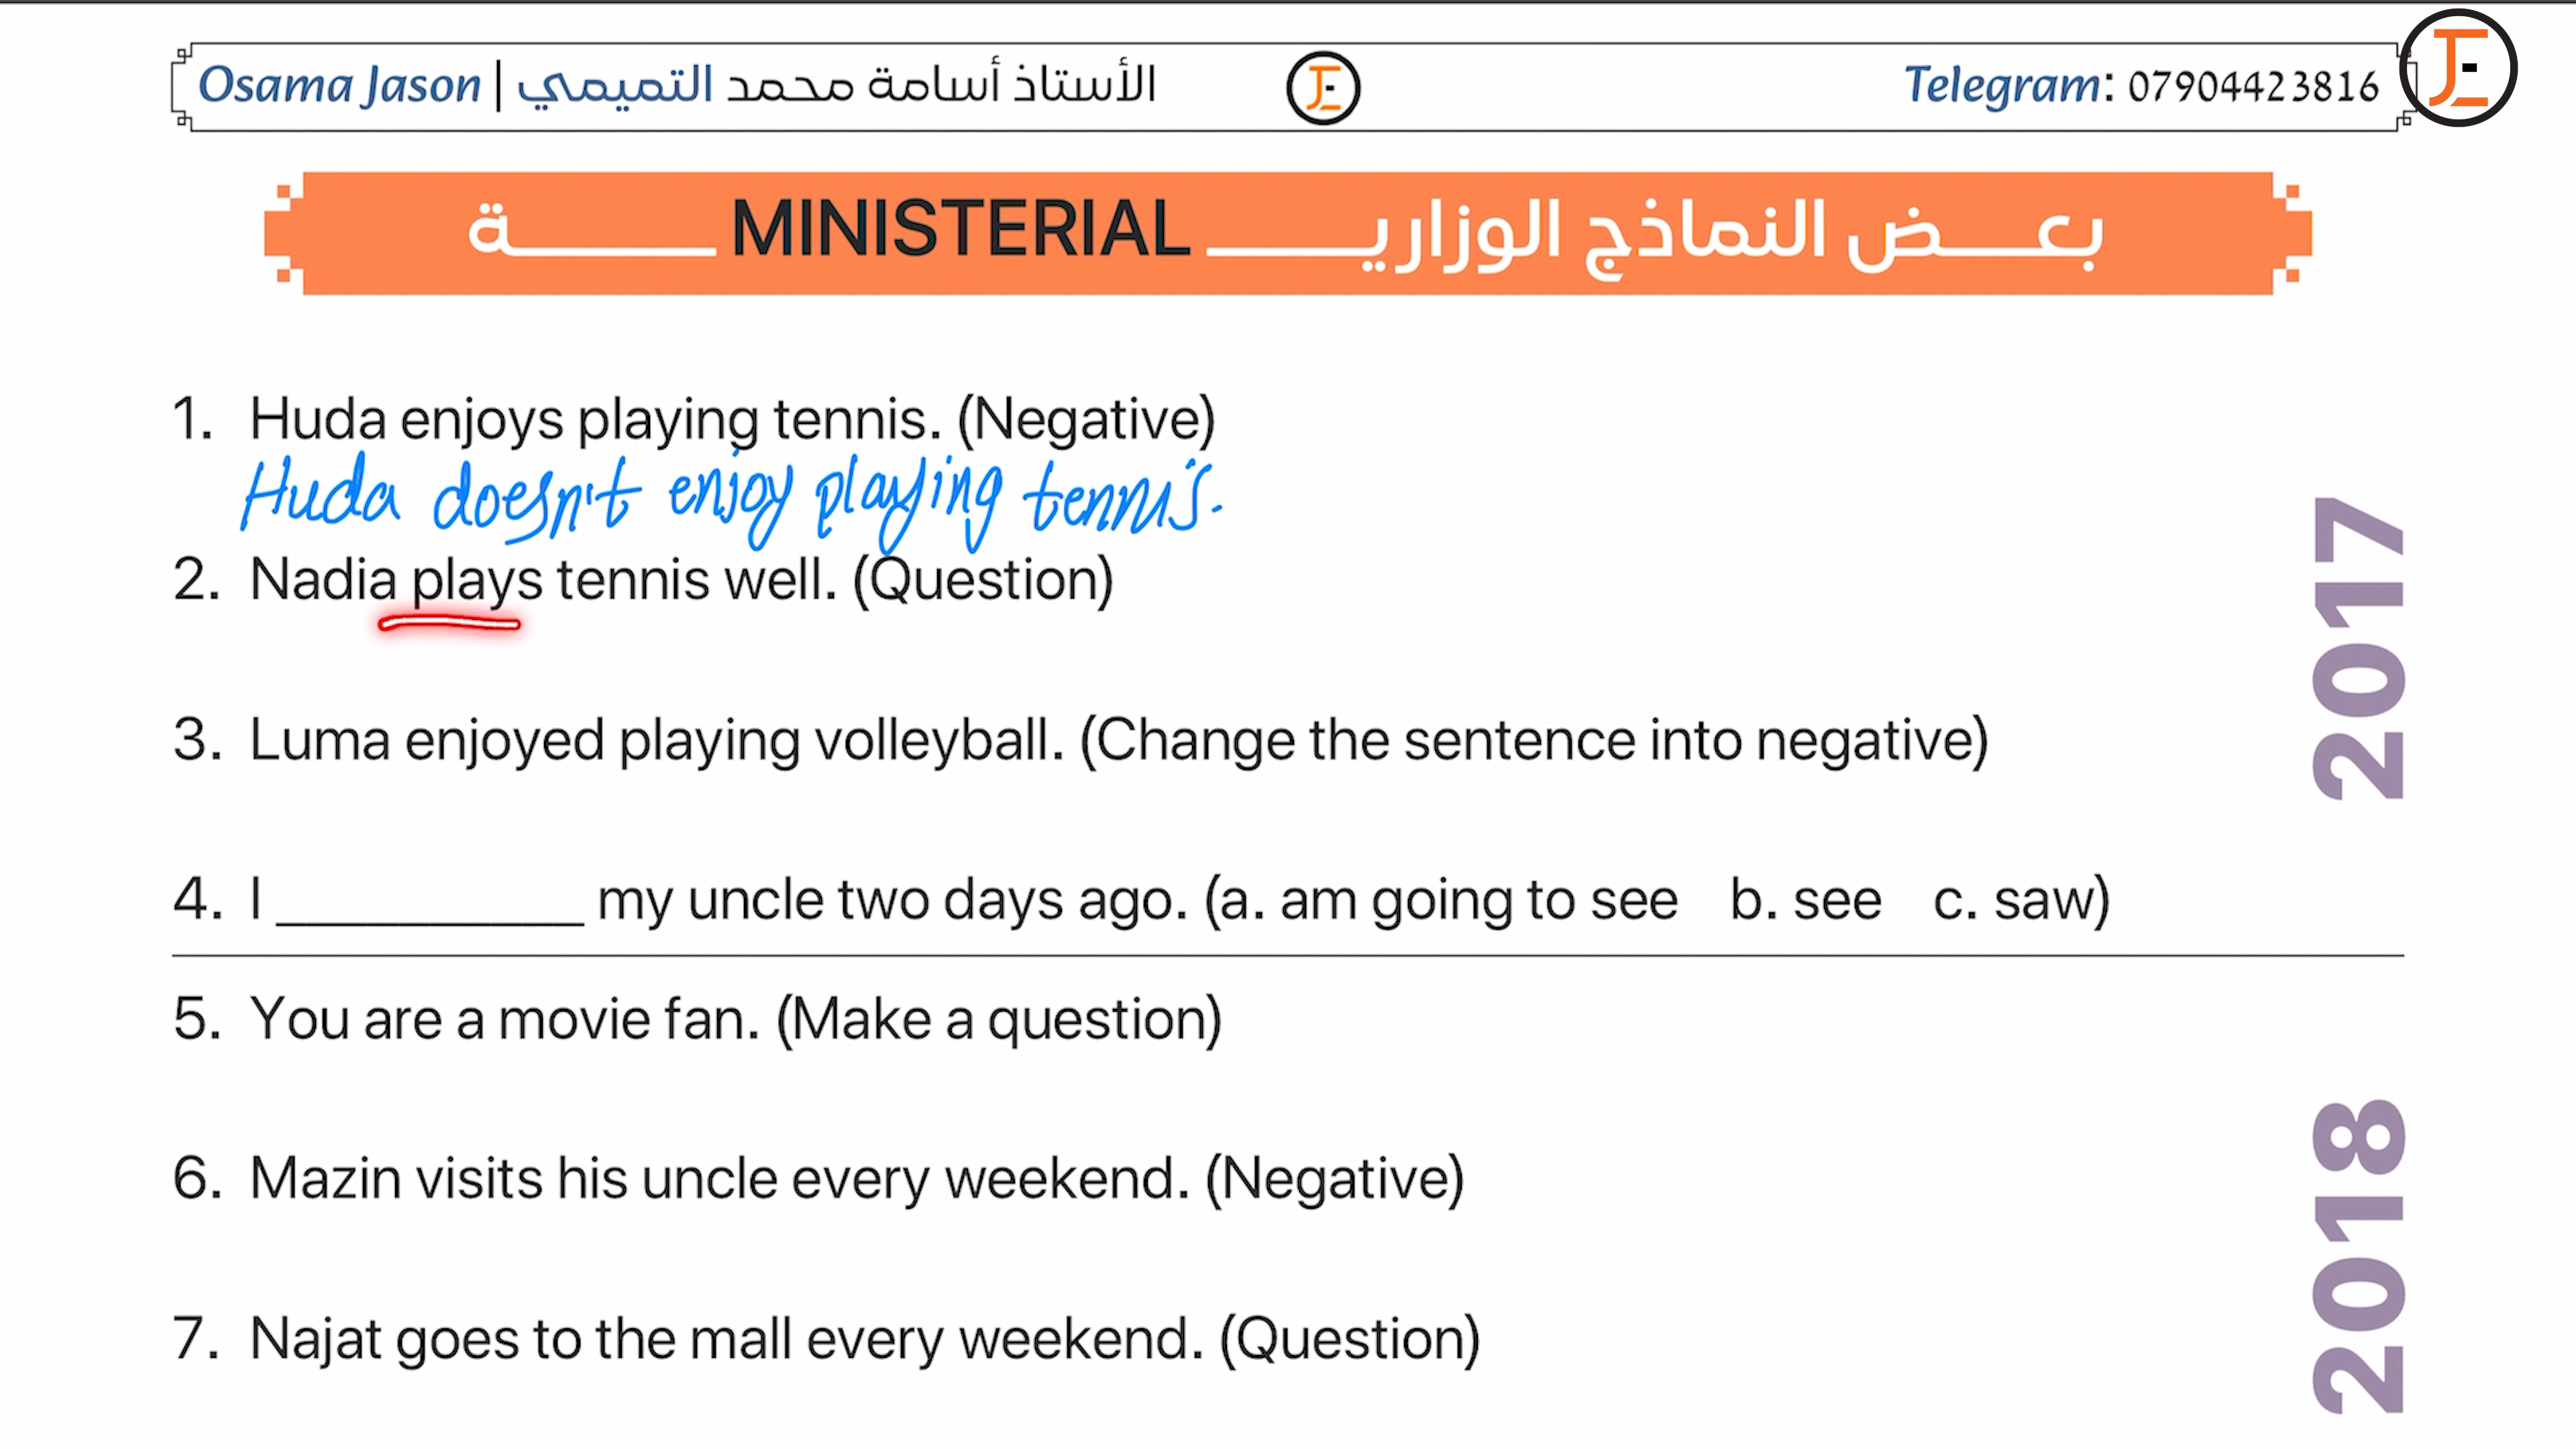 Osama Jason | الأستاذ أسامة محمد التميمي
Telegram: 07904423816
بعـــض النماذج الوزاريـــــ MINISTERIAL ــــــة
1. Huda enjoys playing tennis. (Negative)
Huda doesn't enjoy playing tennis.
2. Nadia plays tennis well. (Question)
3. Luma enjoyed playing volleyball. (Change the sentence into negative)
4. I __________ my uncle two days ago. (a. am going to see b. see c. saw)
2017
5. You are a movie fan. (Make a question)
6. Mazin visits his uncle every weekend. (Negative)
7. Najat goes to the mall every weekend. (Question)
2018